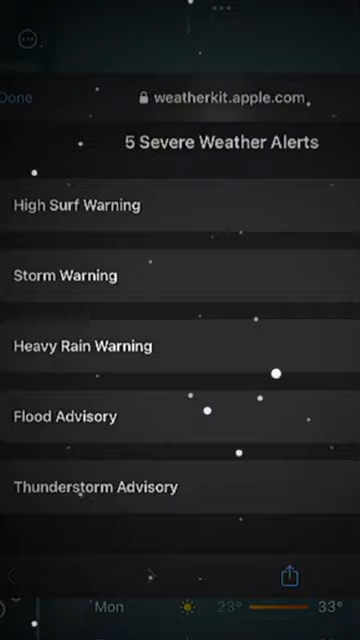 Done
weatherkit.apple.com
5 Severe Weather Alerts
High Surf Warning
Storm Warning
Heavy Rain Warning
Flood Advisory
Thunderstorm Advisory
Mon 23° 33°